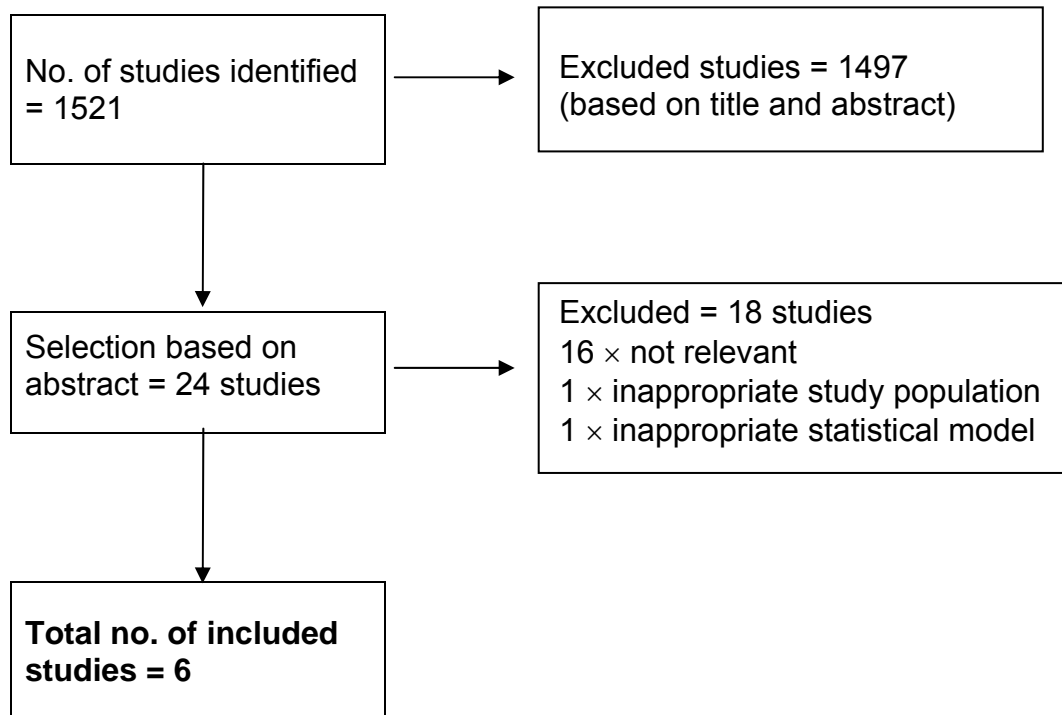 No. of studies identified
= 1521
Excluded studies = 1497
(based on title and abstract)
Selection based on
abstract = 24 studies
Excluded = 18 studies
16 × not relevant
1 × inappropriate study population
1 × inappropriate statistical model
Total no. of included
studies = 6